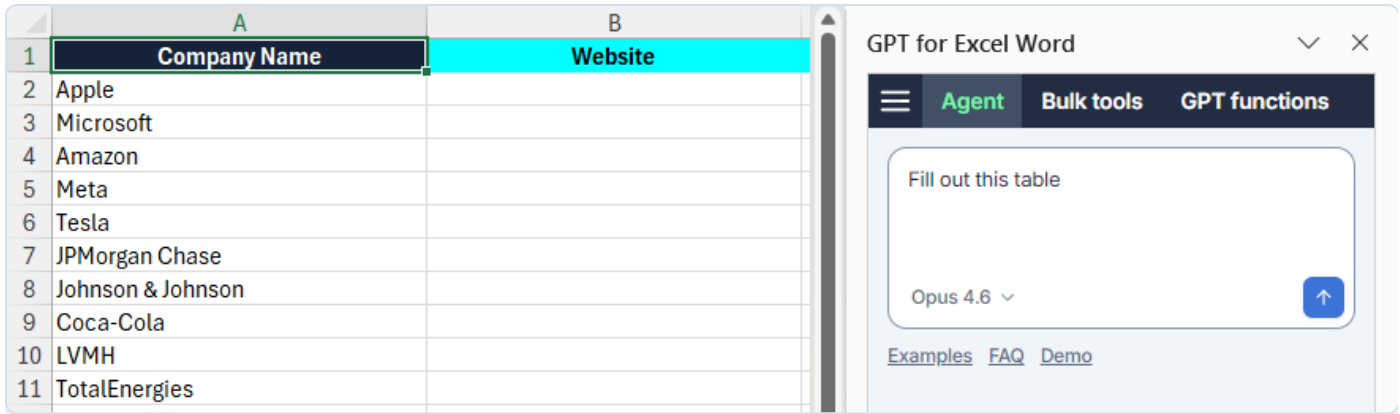 A B
1 Company Name Website
2 Apple
3 Microsoft
4 Amazon
5 Meta
6 Tesla
7 JPMorgan Chase
8 Johnson & Johnson
9 Coca-Cola
10 LVMH
11 TotalEnergies
GPT for Excel Word
Agent Bulk tools GPT functions
Fill out this table
Opus 4.6
Examples FAQ Demo